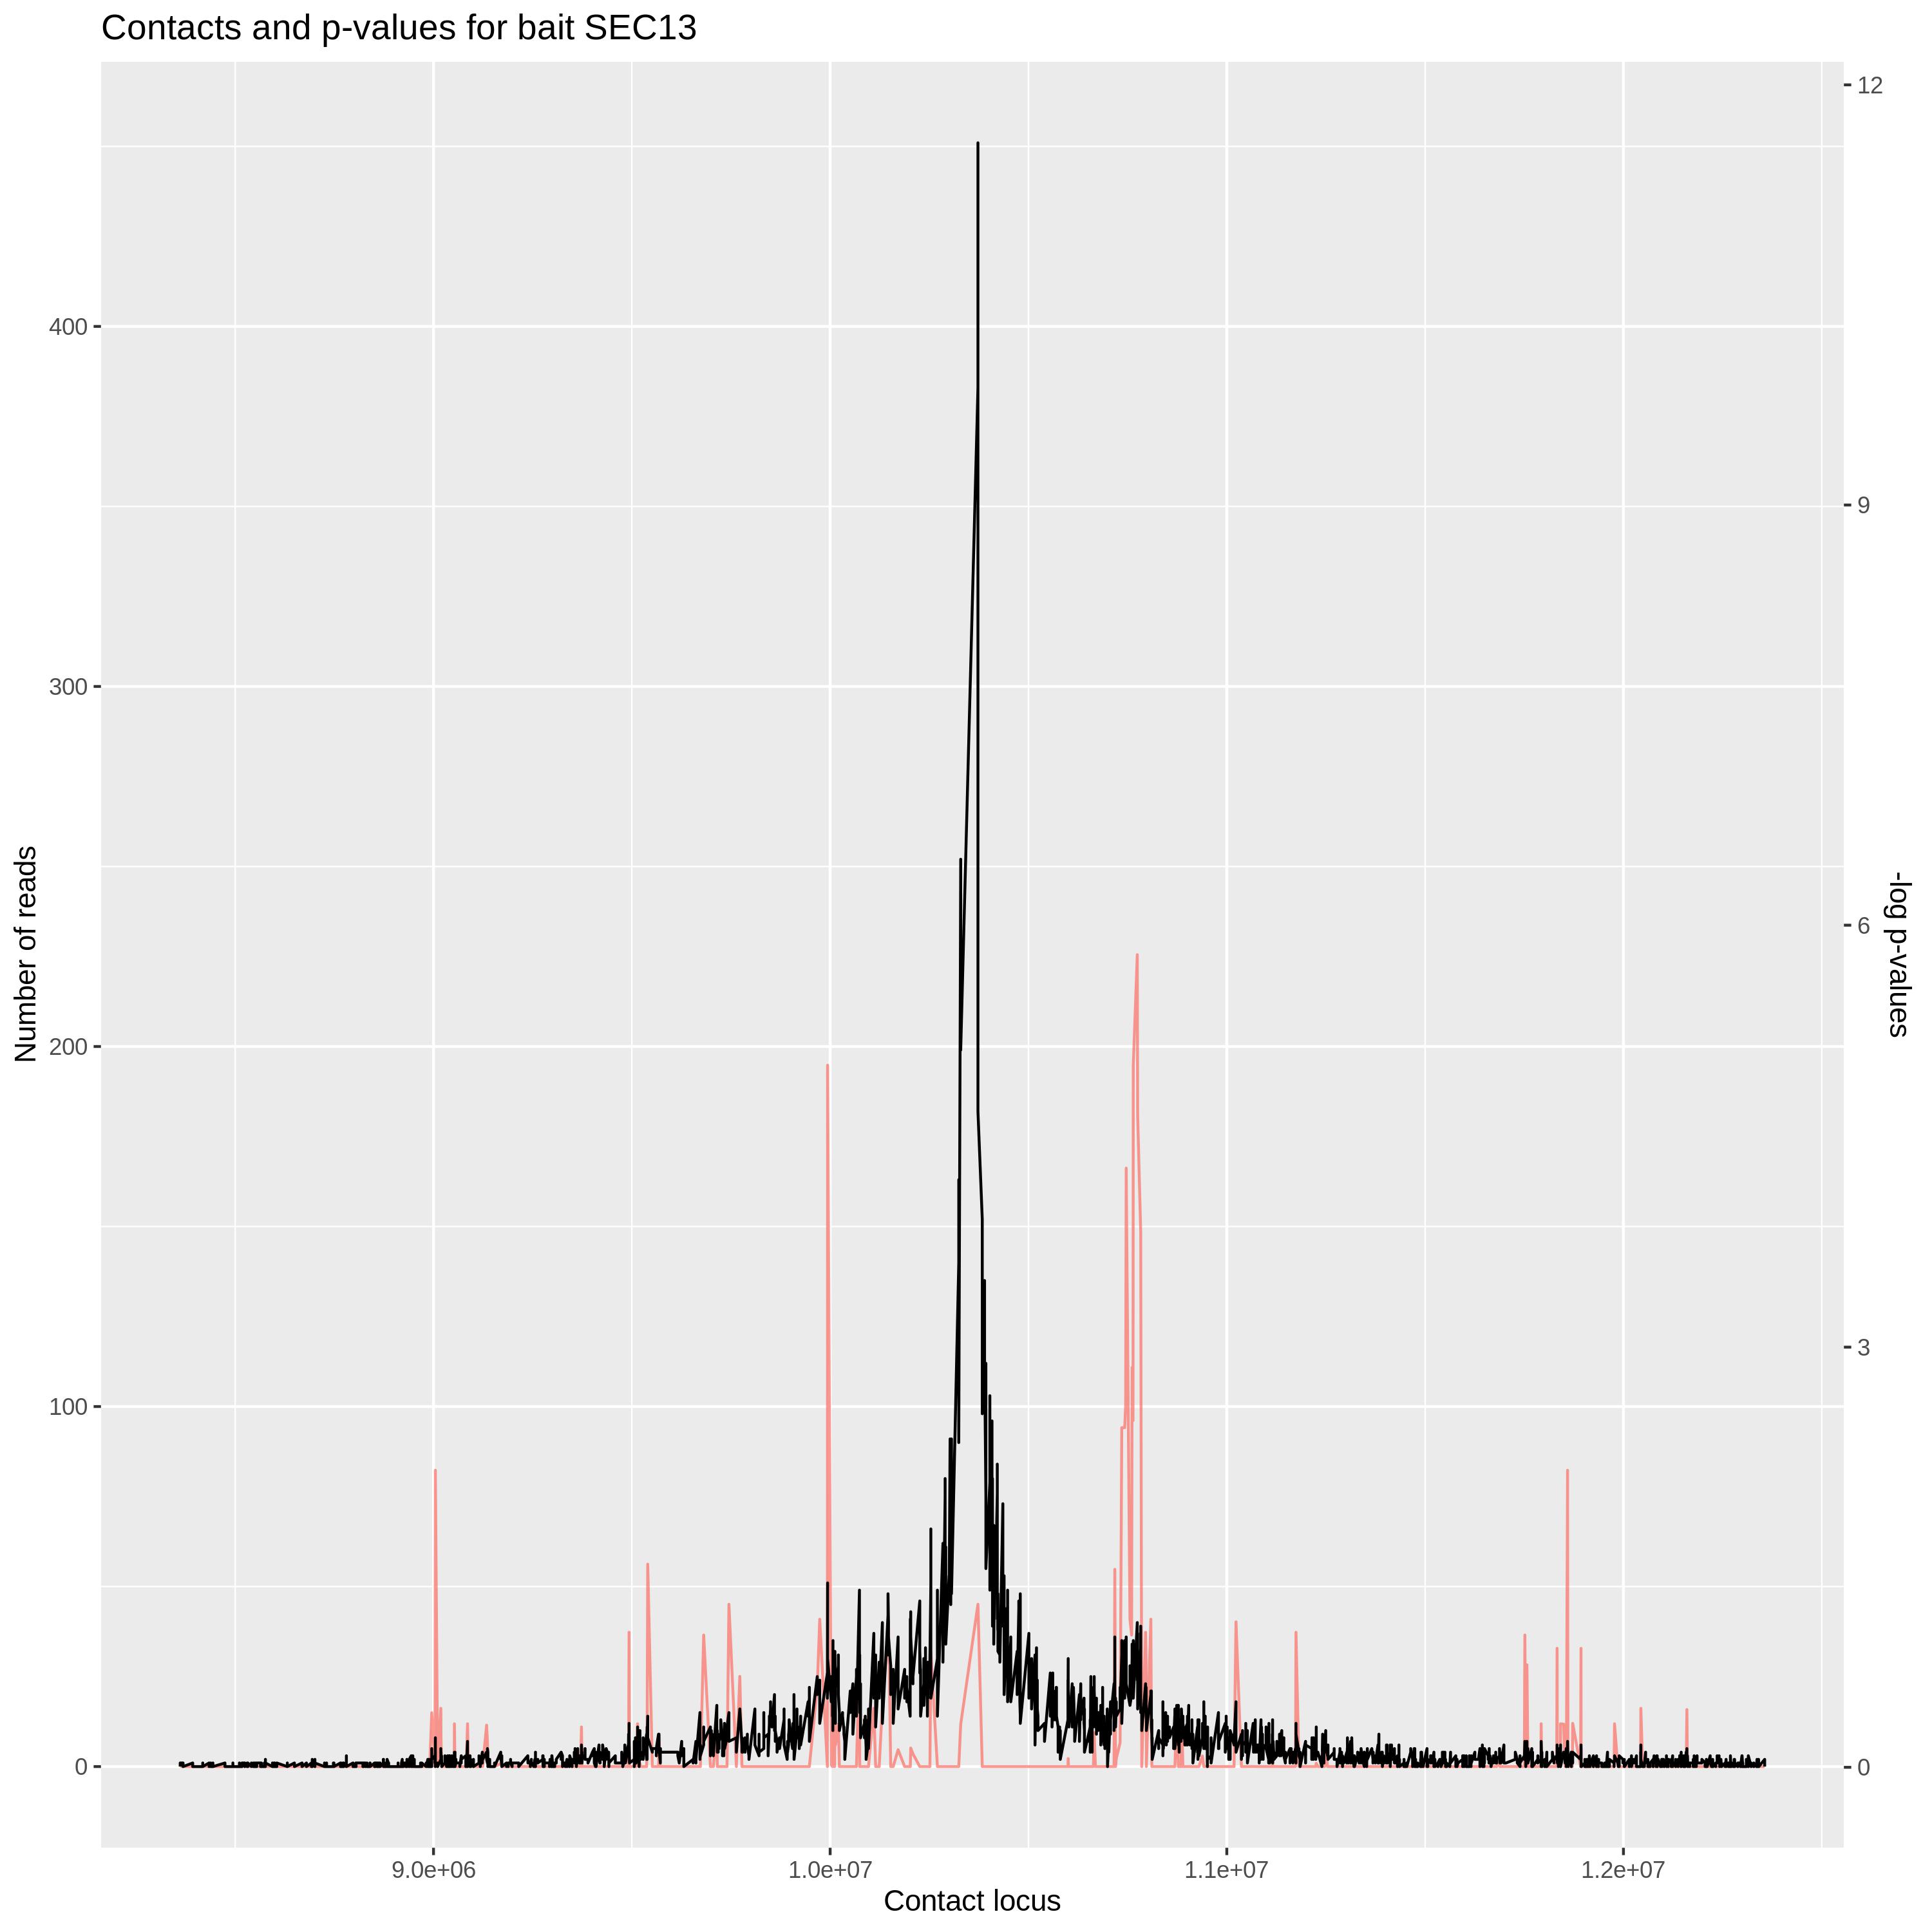 Contacts and p-values for bait SEC13
12
400
9
300
Number of reads
6
-log p-values
200
3
100
0
0
9.0e+06
1.0e+07
1.1e+07
1.2e+07
Contact locus